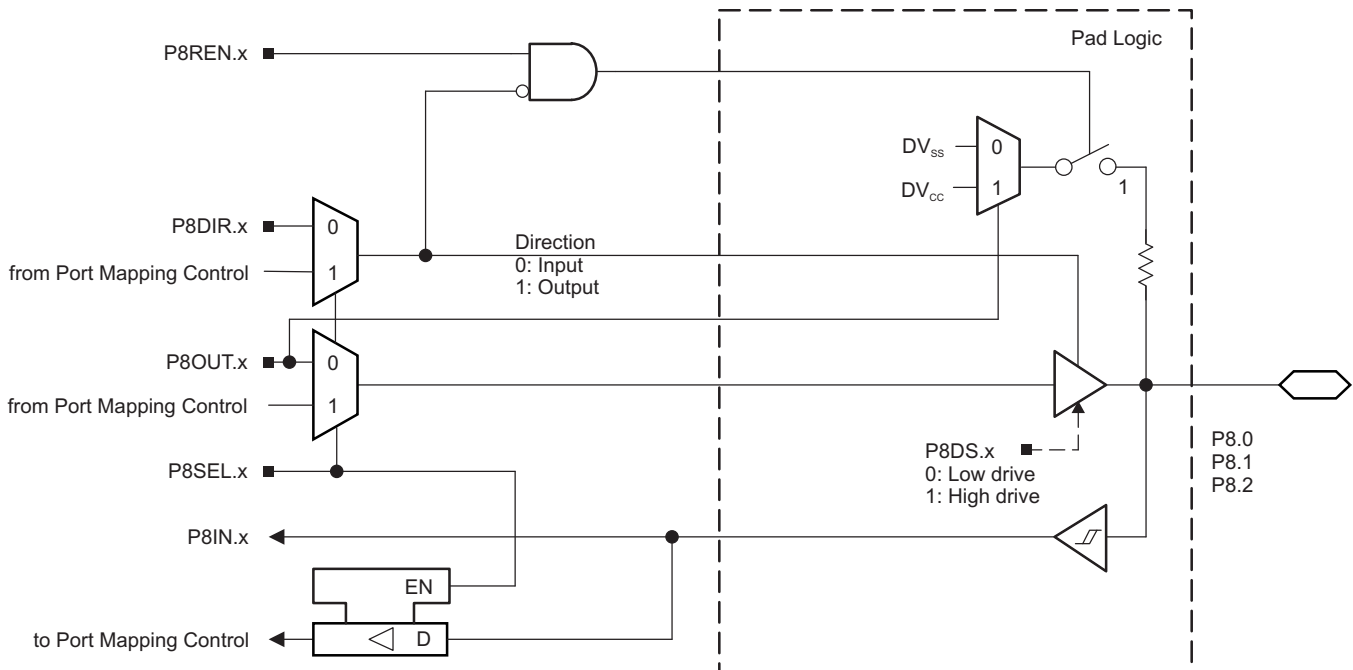 Pad Logic
P8REN.x
DVSS
0
DVCC
1
1
P8DIR.x
0
from Port Mapping Control
1
Direction
0: Input
1: Output
P8OUT.x
0
from Port Mapping Control
1
P8SEL.x
P8DS.x
0: Low drive
1: High drive
P8.0
P8.1
P8.2
P8IN.x
EN
to Port Mapping Control
D